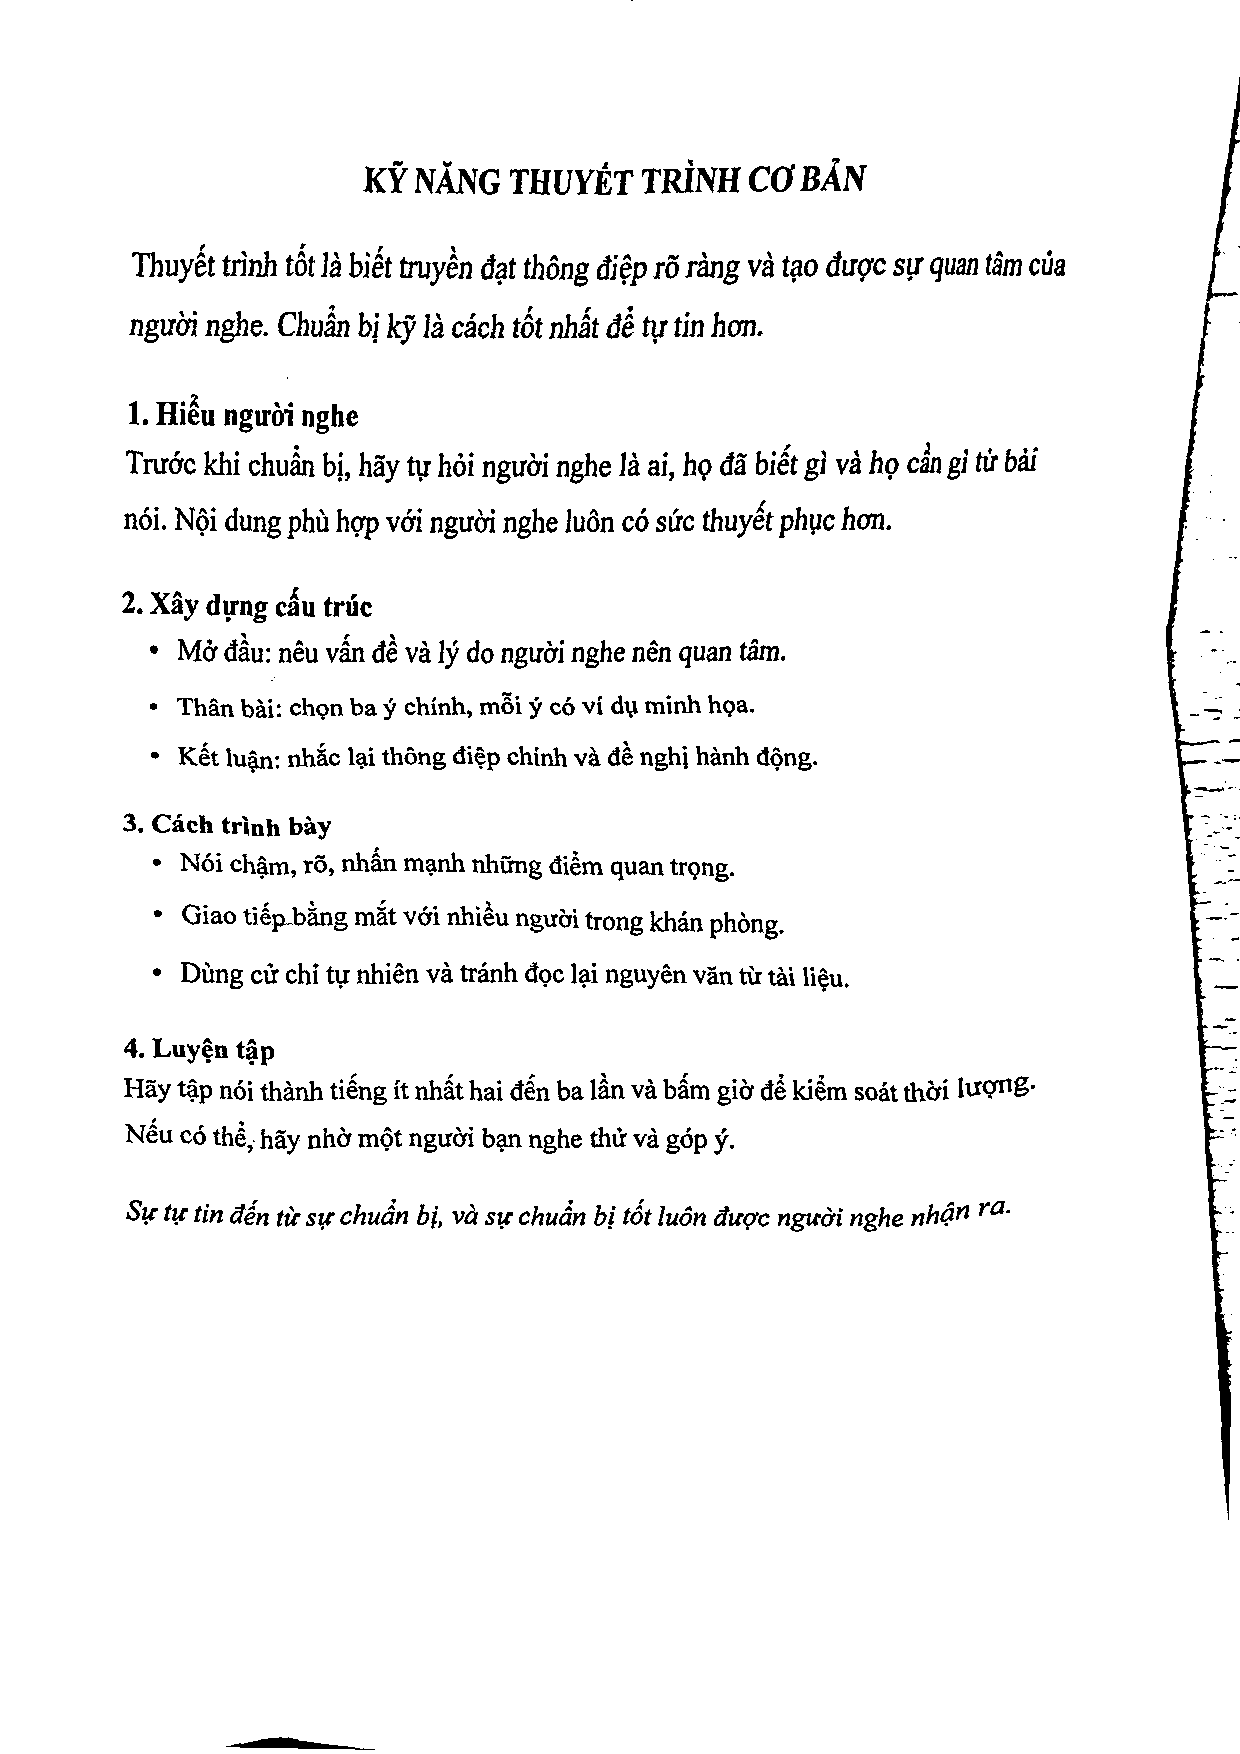 KỸ NĂNG THUYẾT TRÌNH CƠ BẢN
Thuyết trình tốt là biết truyền đạt thông điệp rõ ràng và tạo được sự quan tâm của
người nghe. Chuẩn bị kỹ là cách tốt nhất để tự tin hơn.
1. Hiểu người nghe
Trước khi chuẩn bị, hãy tự hỏi người nghe là ai, họ đã biết gì và họ cần gì từ bài
nói. Nội dung phù hợp với người nghe luôn có sức thuyết phục hơn.
2. Xây dựng cấu trúc
• Mở đầu: nêu vấn đề và lý do người nghe nên quan tâm.
• Thân bài: chọn ba ý chính, mỗi ý có ví dụ minh họa.
• Kết luận: nhắc lại thông điệp chính và đề nghị hành động.
3. Cách trình bày
• Nói chậm, rõ, nhấn mạnh những điểm quan trọng.
• Giao tiếp bằng mắt với nhiều người trong khán phòng.
• Dùng cử chỉ tự nhiên và tránh đọc lại nguyên văn từ tài liệu.
4. Luyện tập
Hãy tập nói thành tiếng ít nhất hai đến ba lần và bấm giờ để kiểm soát thời lượng.
Nếu có thể, hãy nhờ một người bạn nghe thử và góp ý.
Sự tự tin đến từ sự chuẩn bị, và sự chuẩn bị tốt luôn được người nghe nhận ra.